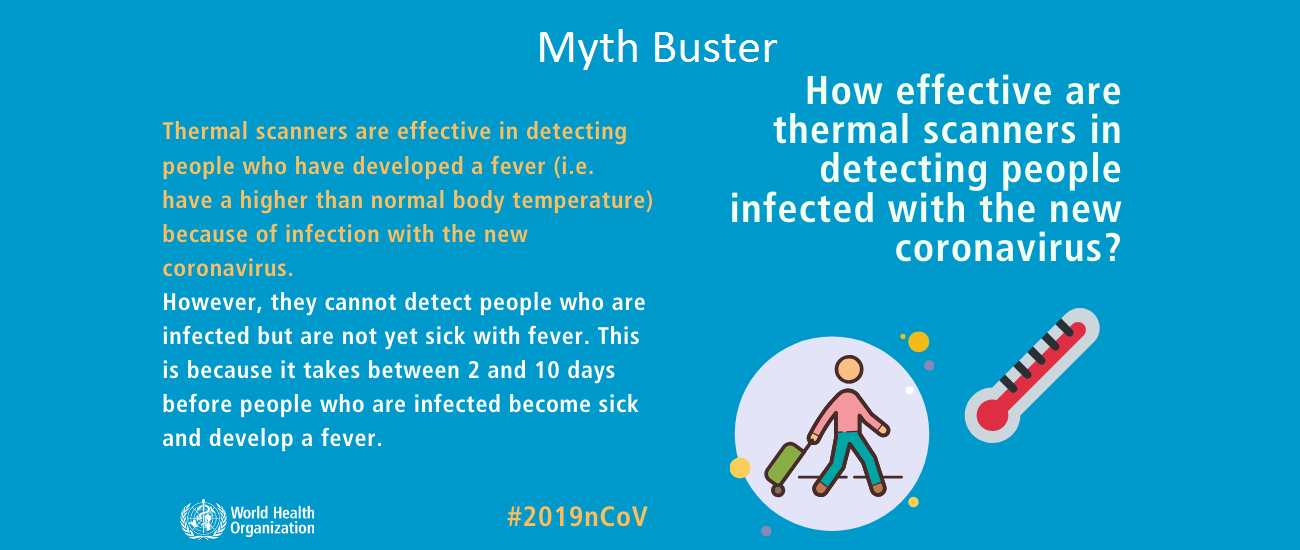 Myth Buster
How effective are
thermal scanners in
detecting people
infected with the new
coronavirus?
Thermal scanners are effective in detecting
people who have developed a fever (i.e.
have a higher than normal body temperature)
because of infection with the new
coronavirus.
However, they cannot detect people who are
infected but are not yet sick with fever. This
is because it takes between 2 and 10 days
before people who are infected become sick
and develop a fever.
World Health
Organization
#2019nCoV